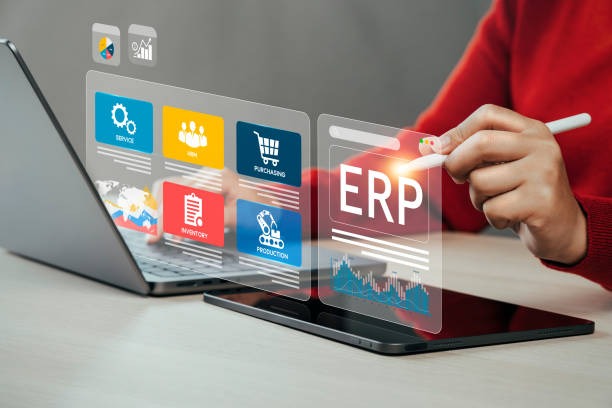 SERVICE
HRM
PURCHASING
INVENTORY
PRODUCTION
ERP